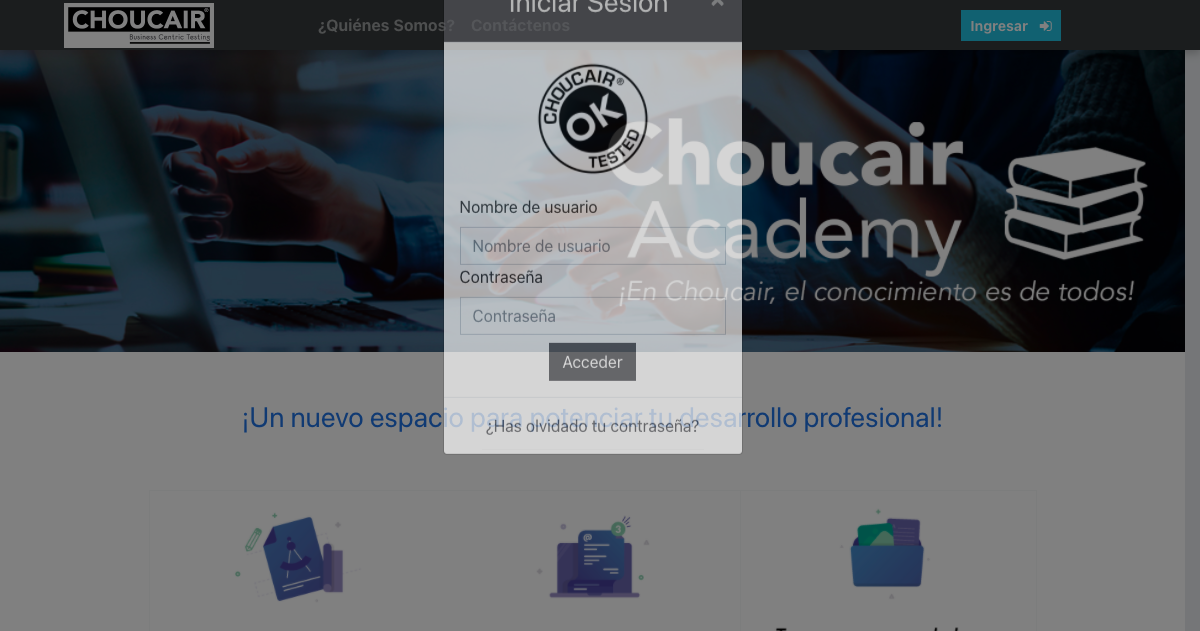 CHOUCAIR®
Business Centric Testing
¿Quiénes Somos?
Contáctenos
Ingresar
Iniciar Sesión
×
CHOUCAIR®
OK
TESTED
Choucair
Academy
¡En Choucair, el conocimiento es de todos!
Nombre de usuario
Nombre de usuario
Contraseña
Contraseña
Acceder
¡Un nuevo espacio para potenciar tu desarrollo profesional!
¿Has olvidado tu contraseña?